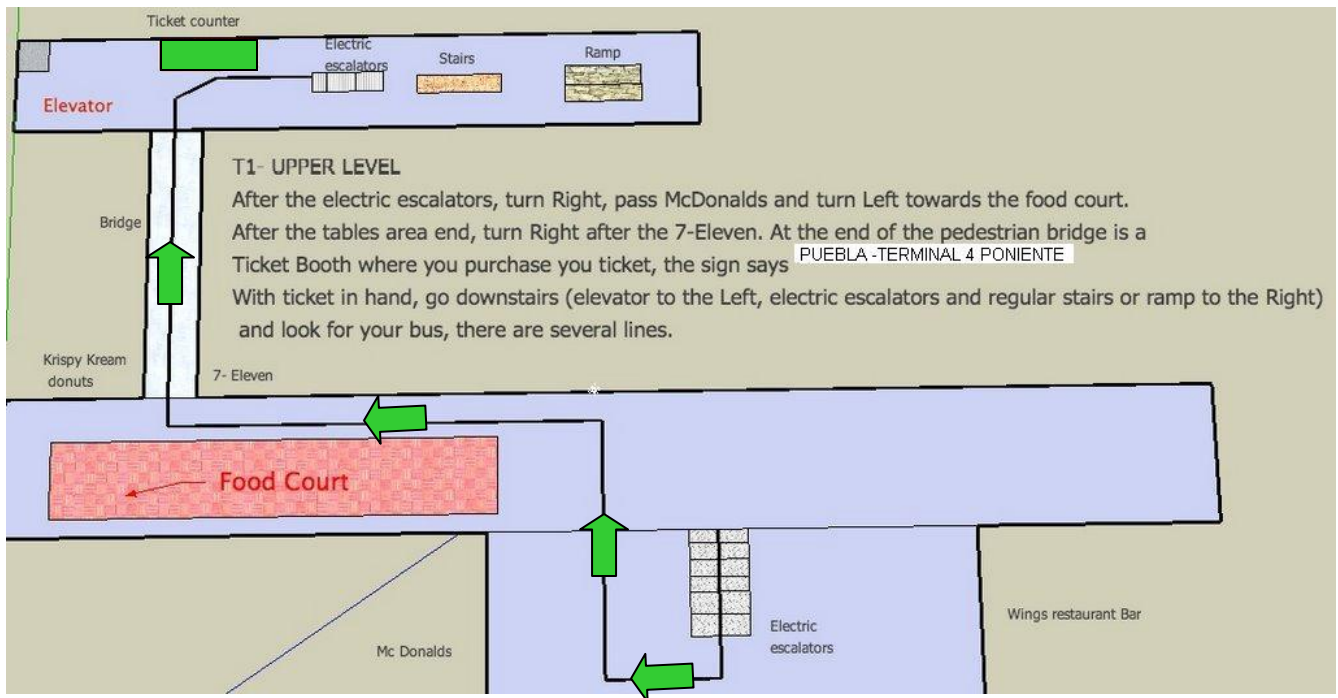 Ticket counter
Electric
escalators
Stairs
Ramp
Elevator
T1- UPPER LEVEL
After the electric escalators, turn Right, pass McDonalds and turn Left towards the food court.
After the tables area end, turn Right after the 7-Eleven. At the end of the pedestrian bridge is a
Ticket Booth where you purchase you ticket, the sign says PUEBLA -TERMINAL 4 PONIENTE
With ticket in hand, go downstairs (elevator to the Left, electric escalators and regular stairs or ramp to the Right)
and look for your bus, there are several lines.
Bridge
Krispy Kream
donuts
7- Eleven
Food Court
Mc Donalds
Electric
escalators
Wings restaurant Bar